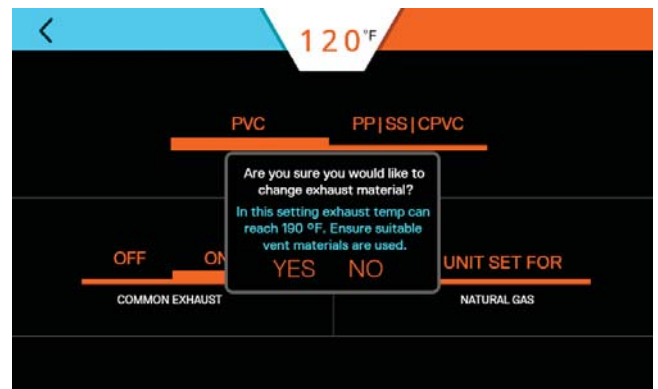 120°F
PVC PP|SS|CPVC
Are you sure you would like to
change exhaust material?
In this setting exhaust temp can
reach 190 ºF. Ensure suitable
vent materials are used.
YES NO
OFF
UNIT SET FOR
COMMON EXHAUST
NATURAL GAS